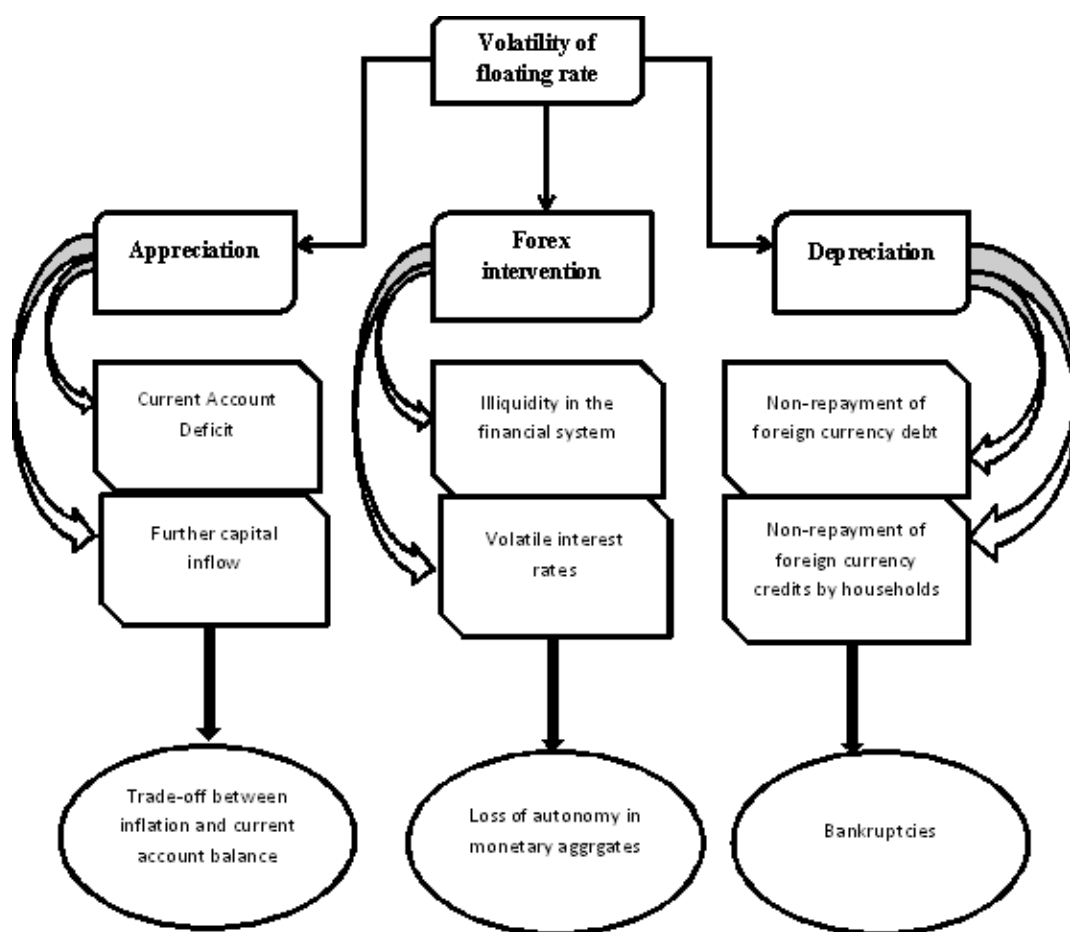 Volatility of
floating rate
Appreciation
Forex
intervention
Depreciation
Current Account
Deficit
Illiquidity in the
financial system
Non-repayment of
foreign currency debt
Further capital
inflow
Volatile interest
rates
Non-repayment of
foreign currency
credits by households
Trade-off between
inflation and current
account balance
Loss of autonomy in
monetary aggrgates
Bankruptcies